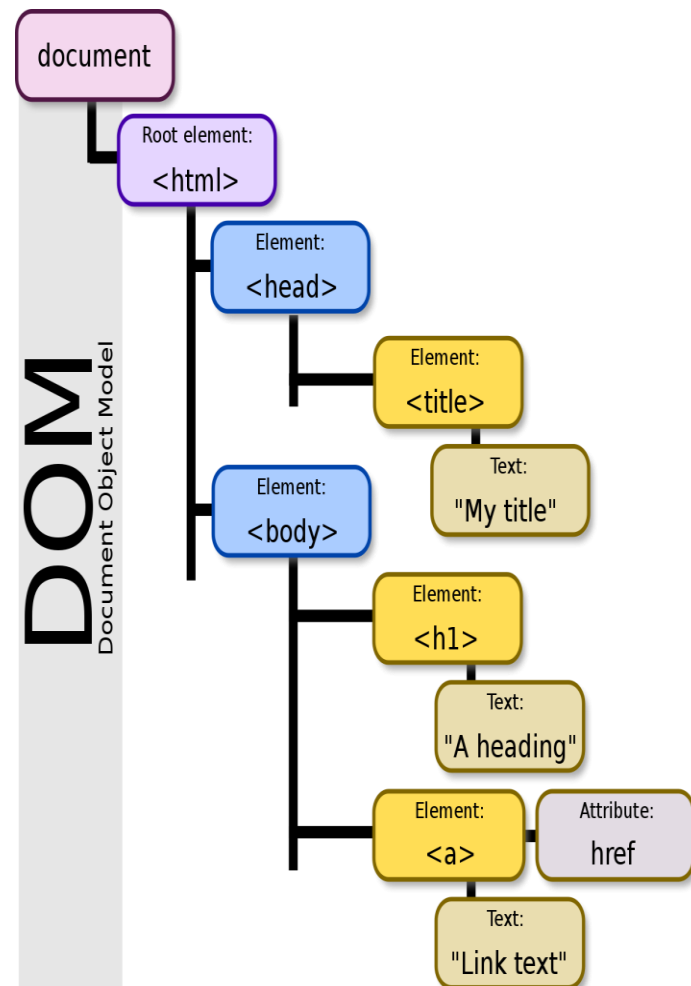 document
Root element:
<html>
Element:
<head>
Element:
<title>
Text:
"My title"
Element:
<body>
Element:
<h1>
Text:
"A heading"
Element:
<a>
Attribute:
href
Text:
"Link text"
DOM
Document Object Model